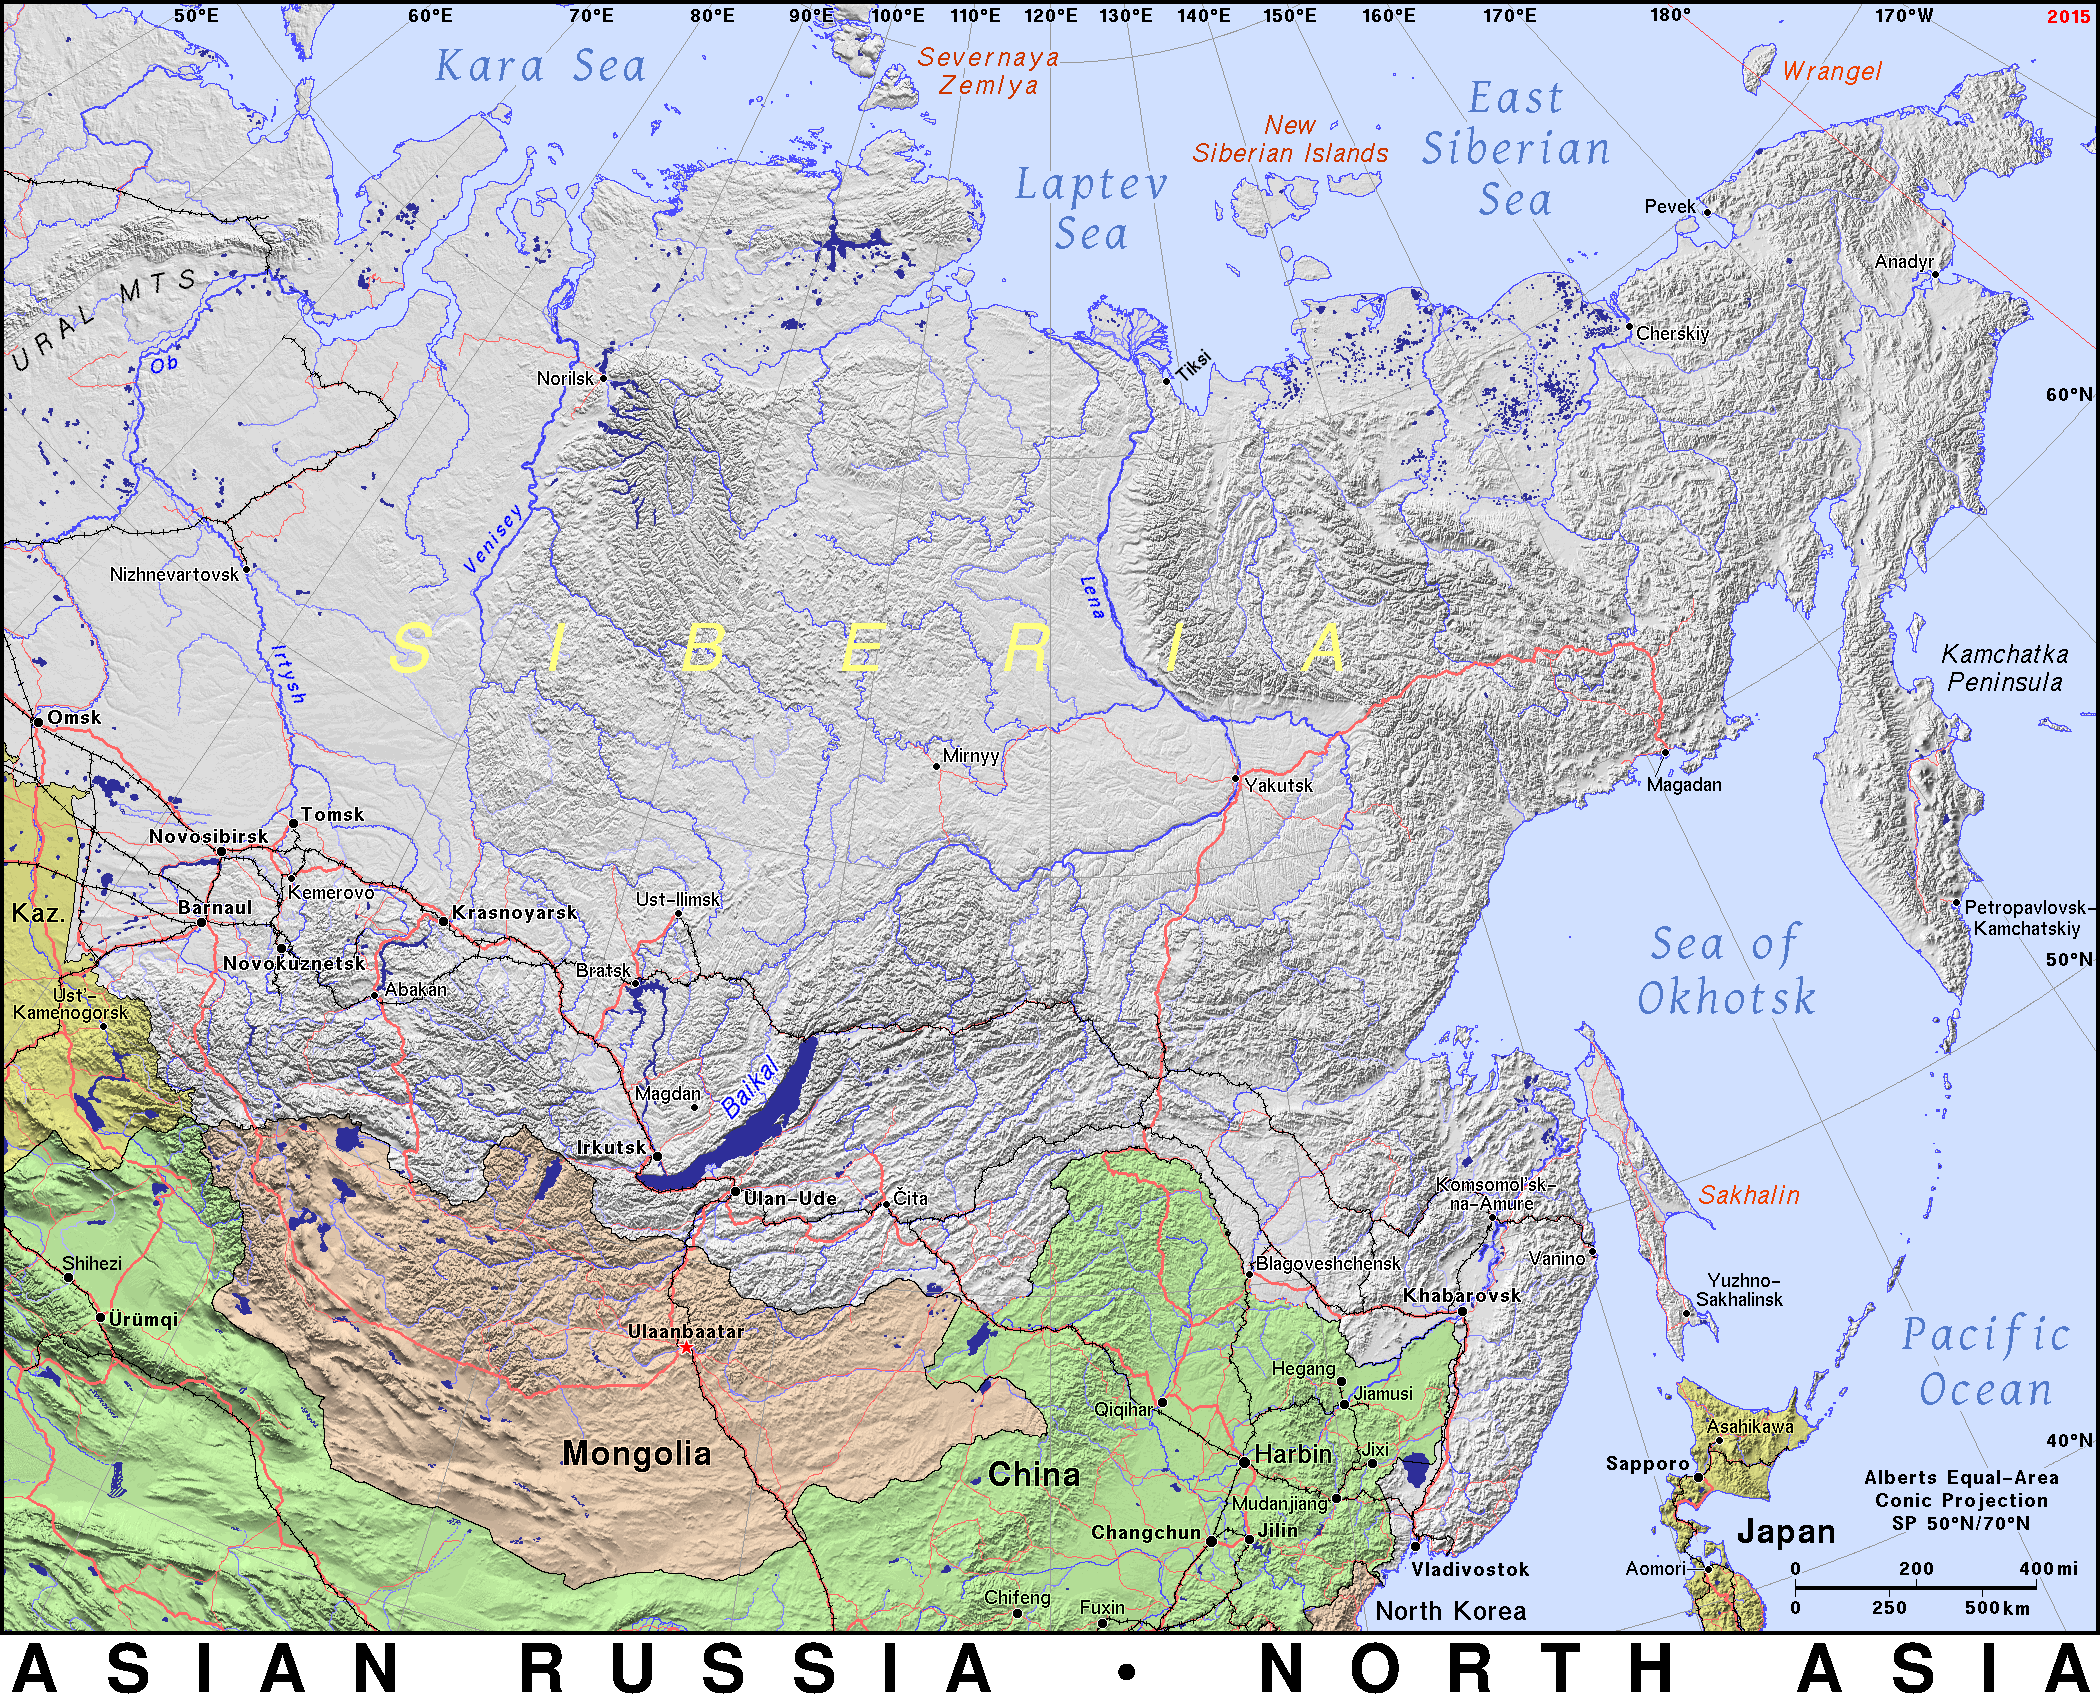 50°E 60°E 70°E 80°E 90°E 100°E 110°E 120°E 130°E 140°E 150°E 160°E 170°E 180° 170°W 2015
Kara Sea
Severnaya
Zemlya
Wrangel
East
Siberian
Sea
New
Siberian Islands
Laptev
Sea
Pevek
Anadyr
URAL MTS
Ob
Cherskiy
Tiksi
Norilsk
60°N
Venisey
Nizhnevartovsk
Lena
SIBERIA
Irtysh
Kamchatka
Peninsula
Omsk
Mirnyy
Yakutsk
Magadan
Tomsk
Novosibirsk
Kemerovo
Ust-Ilimsk
Kaz.
Barnaul
Krasnoyarsk
Petropavlovsk-
Kamchatskiy
Sea of
Okhotsk
50°N
Novokuznetsk
Bratsk
Abakan
Ust'-
Kamenogorsk
Magdan
Baikal
Irkutsk
Ulan-Ude
Čita
Komsomol'sk-
na-Amure
Sakhalin
Vanino
Blagoveshchensk
Shihezi
Khabarovsk
Yuzhno-
Sakhalinsk
Ürümqi
Ulaanbaatar
Pacific
Ocean
Hegang
Jiamusi
Qiqihar
Asahikawa
40°N
Mongolia
China
Harbin
Jixi
Sapporo
Alberts Equal-Area
Conic Projection
SP 50°N/70°N
Mudanjiang
Changchun
Jilin
Japan
Vladivostok
Aomori
0 200 400mi
0 250 500km
Chifeng
Fuxin
North Korea
ASIAN RUSSIA • NORTH ASIA